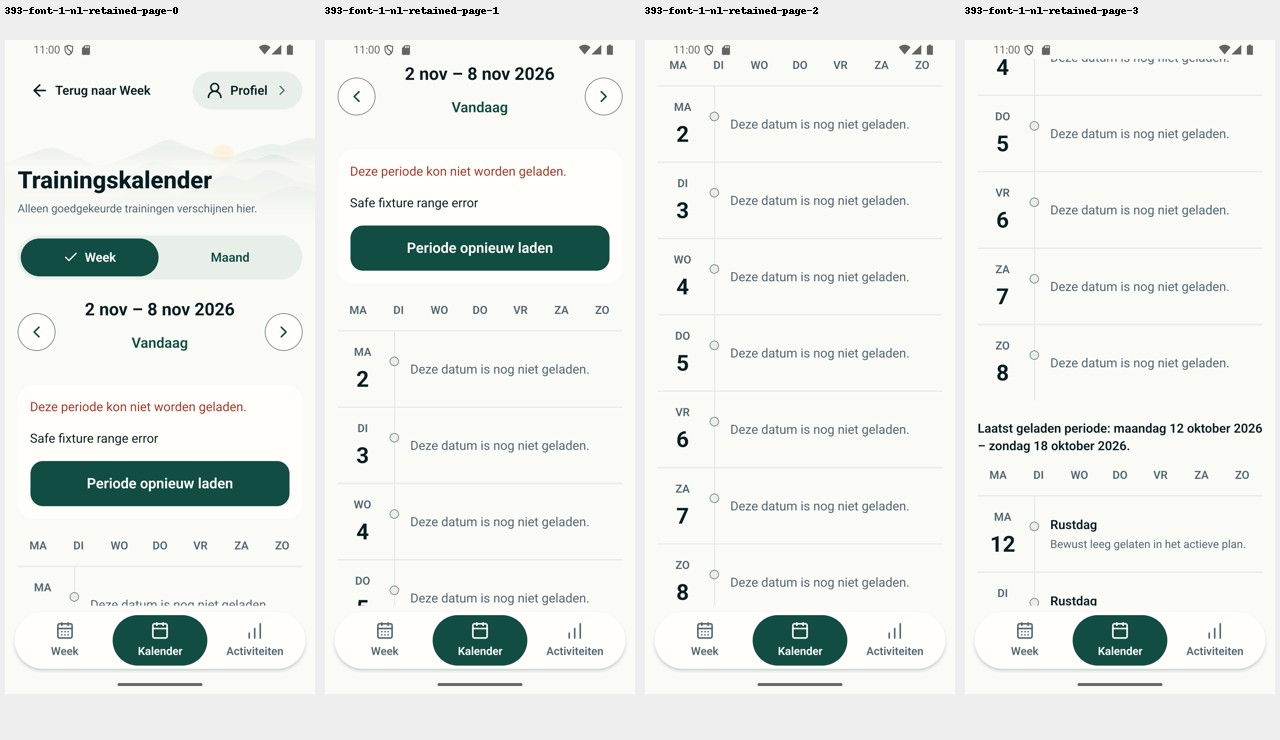 393-font-1-nl-retained-page-0
11:00
Terug naar Week
Profiel
Trainingskalender
Alleen goedgekeurde trainingen verschijnen hier.
Week
Maand
2 nov – 8 nov 2026
Vandaag
Deze periode kon niet worden geladen.
Safe fixture range error
Periode opnieuw laden
MA DI WO DO VR ZA ZO
MA
Deze datum is nog niet geladen.
Week
Kalender
Activiteiten
393-font-1-nl-retained-page-1
11:00
2 nov – 8 nov 2026
Vandaag
Deze periode kon niet worden geladen.
Safe fixture range error
Periode opnieuw laden
MA DI WO DO VR ZA ZO
MA
2
Deze datum is nog niet geladen.
DI
3
Deze datum is nog niet geladen.
WO
4
Deze datum is nog niet geladen.
DO
5
Deze datum is nog niet geladen.
Week
Kalender
Activiteiten
393-font-1-nl-retained-page-2
11:00
MA DI WO DO VR ZA ZO
MA
2
Deze datum is nog niet geladen.
DI
3
Deze datum is nog niet geladen.
WO
4
Deze datum is nog niet geladen.
DO
5
Deze datum is nog niet geladen.
VR
6
Deze datum is nog niet geladen.
ZA
7
Deze datum is nog niet geladen.
ZO
8
Deze datum is nog niet geladen.
Week
Kalender
Activiteiten
393-font-1-nl-retained-page-3
11:00
4
Deze datum is nog niet geladen.
DO
5
Deze datum is nog niet geladen.
VR
6
Deze datum is nog niet geladen.
ZA
7
Deze datum is nog niet geladen.
ZO
8
Deze datum is nog niet geladen.
Laatst geladen periode: maandag 12 oktober 2026
– zondag 18 oktober 2026.
MA DI WO DO VR ZA ZO
MA
12
Rustdag
Bewust leeg gelaten in het actieve plan.
DI
Rustdag
Week
Kalender
Activiteiten